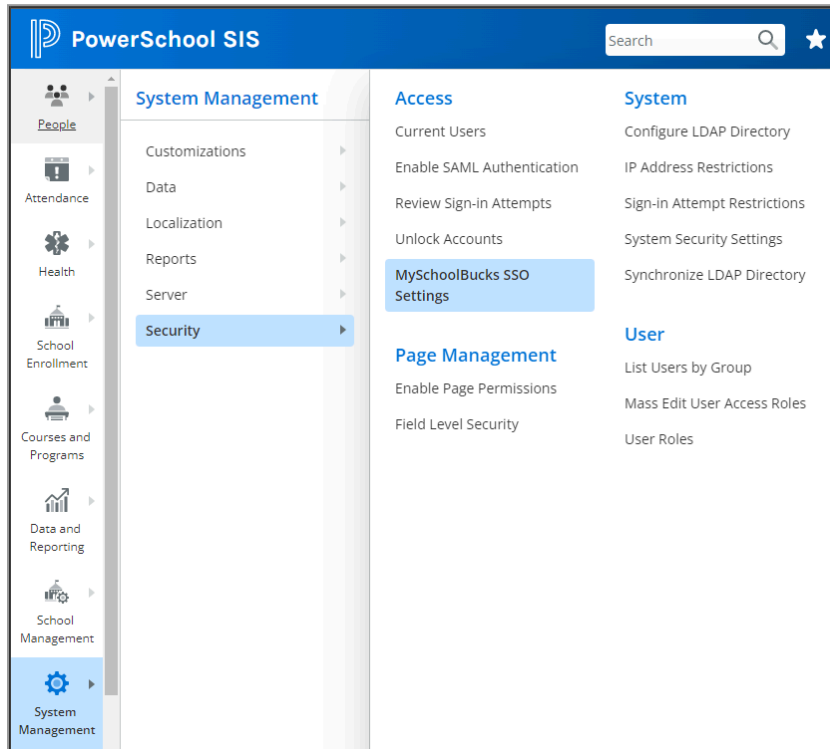 PowerSchool SIS
Search
People
Attendance
Health
School
Enrollment
Courses and
Programs
Data and
Reporting
School
Management
System
Management
System Management
Customizations
Data
Localization
Reports
Server
Security
Access
Current Users
Enable SAML Authentication
Review Sign-in Attempts
Unlock Accounts
MySchoolBucks SSO
Settings
Page Management
Enable Page Permissions
Field Level Security
System
Configure LDAP Directory
IP Address Restrictions
Sign-in Attempt Restrictions
System Security Settings
Synchronize LDAP Directory
User
List Users by Group
Mass Edit User Access Roles
User Roles